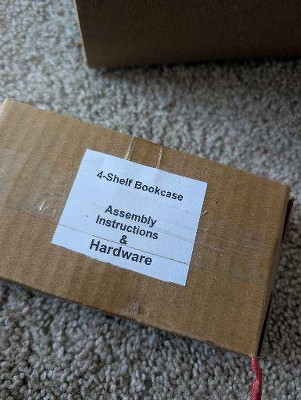 4-Shelf Bookcase
Assembly
Instructions
&
Hardware